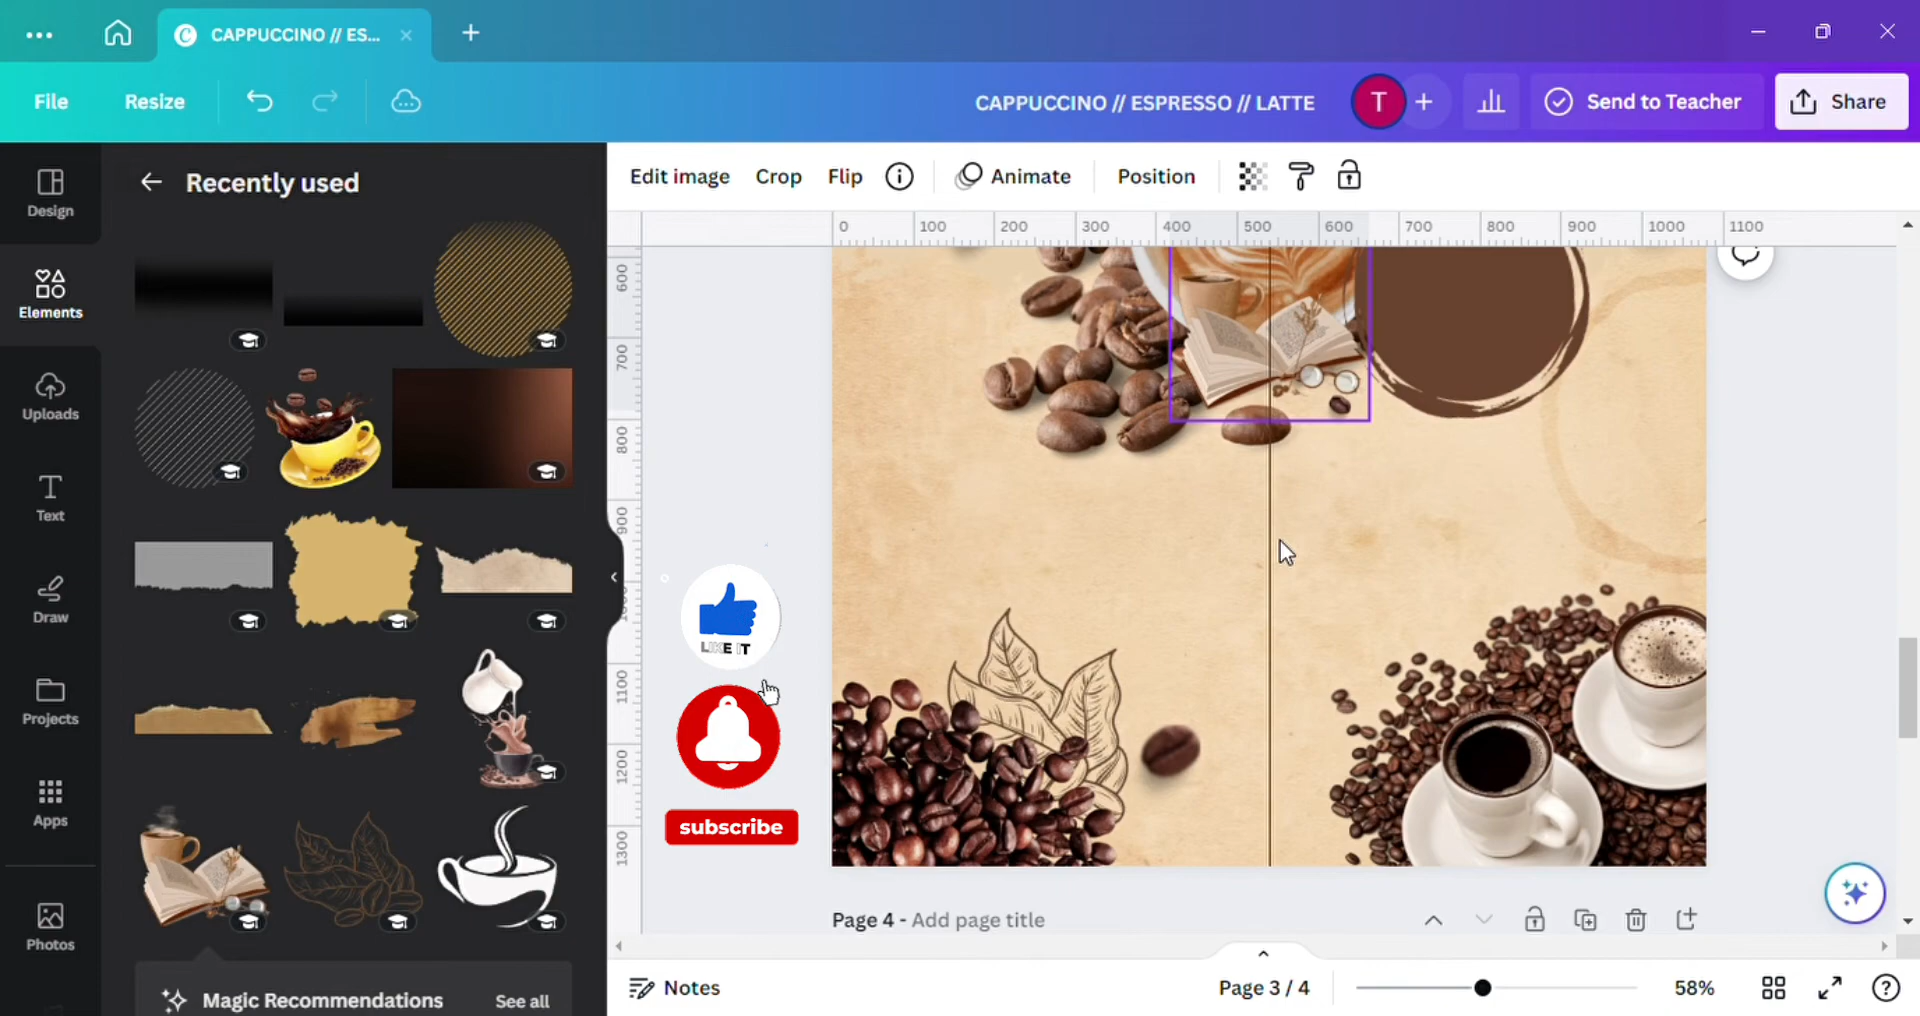 CAPPUCCINO // ES...
File
Resize
CAPPUCCINO // ESPRESSO // LATTE
T
Send to Teacher
Share
Design
Elements
Uploads
Text
Draw
Projects
Apps
Photos
Recently used
Edit image
Crop
Flip
Animate
Position
0 100 200 300 400 500 600 700 800 900 1000 1100
600
700
800
900
1100
1200
1300
LIKE IT
subscribe
Page 4 - Add page title
Magic Recommendations
See all
Notes
Page 3 / 4
58%